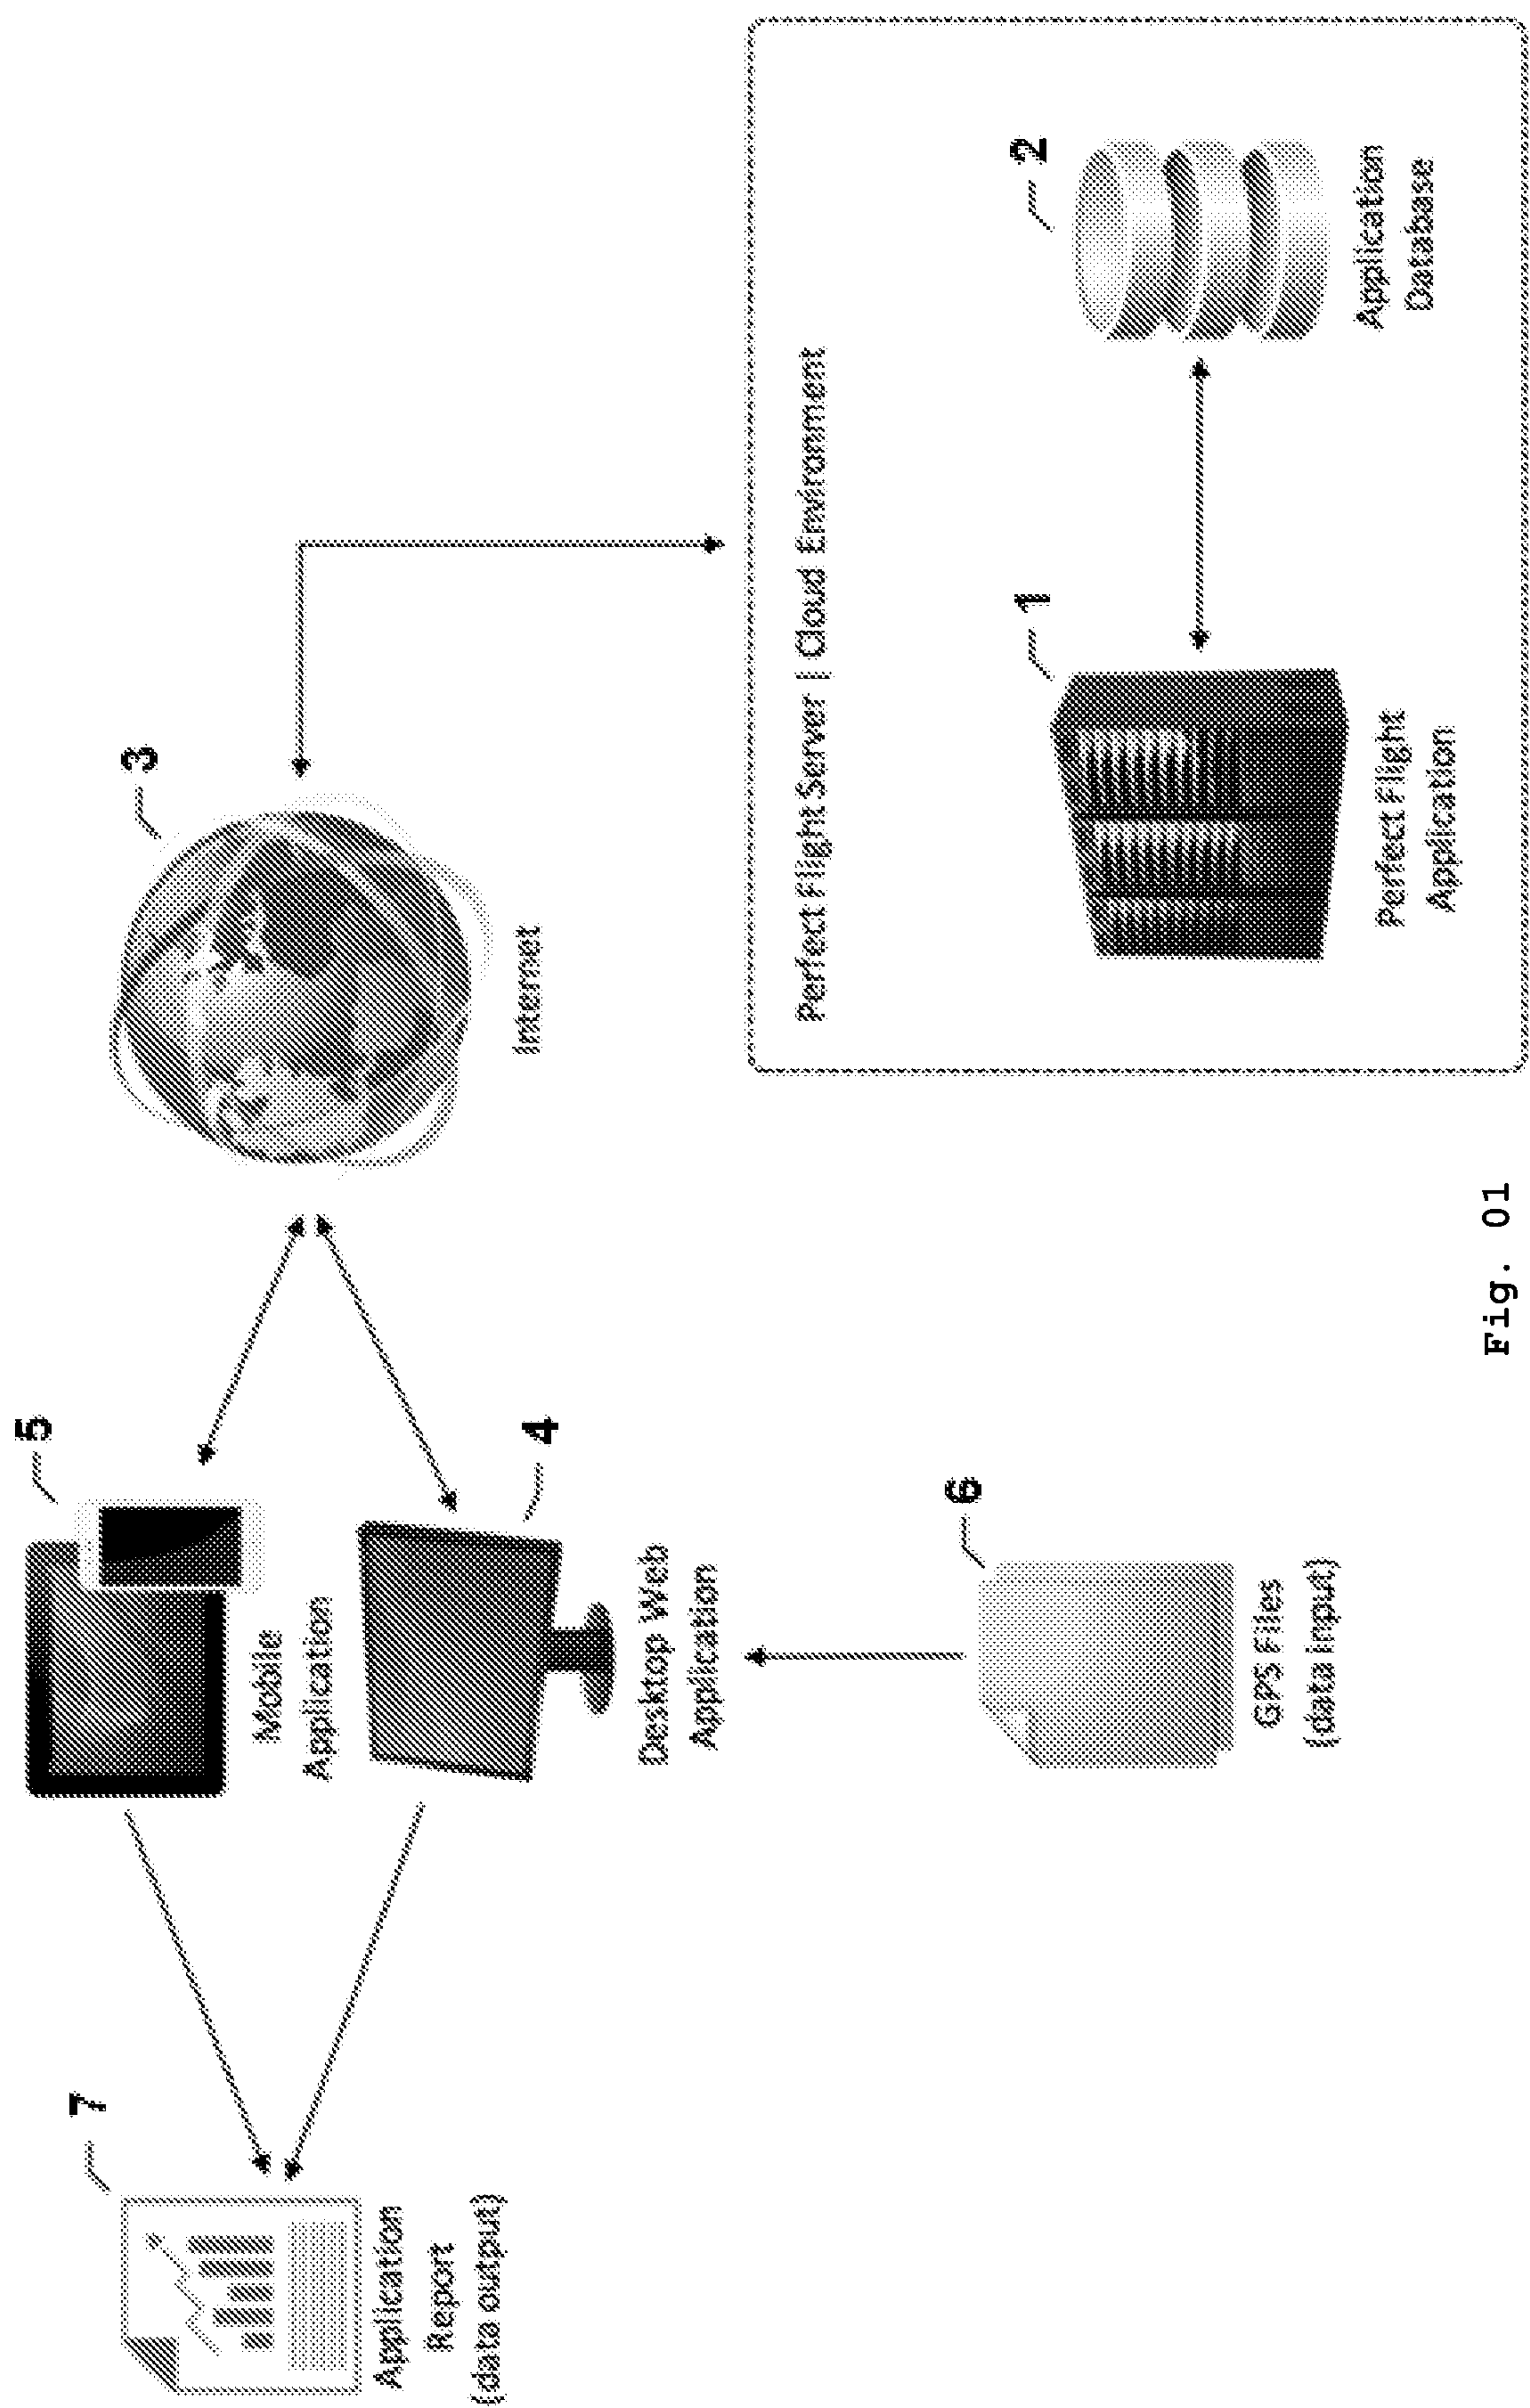 7
Application
Report
(data output)
5
Mobile
Application
4
Desktop Web
Application
6
GPS Files
(data input)
3
Internet
Perfect Flight Server | Cloud Environment
1
Perfect Flight
Application
2
Application
Database
Fig. 01